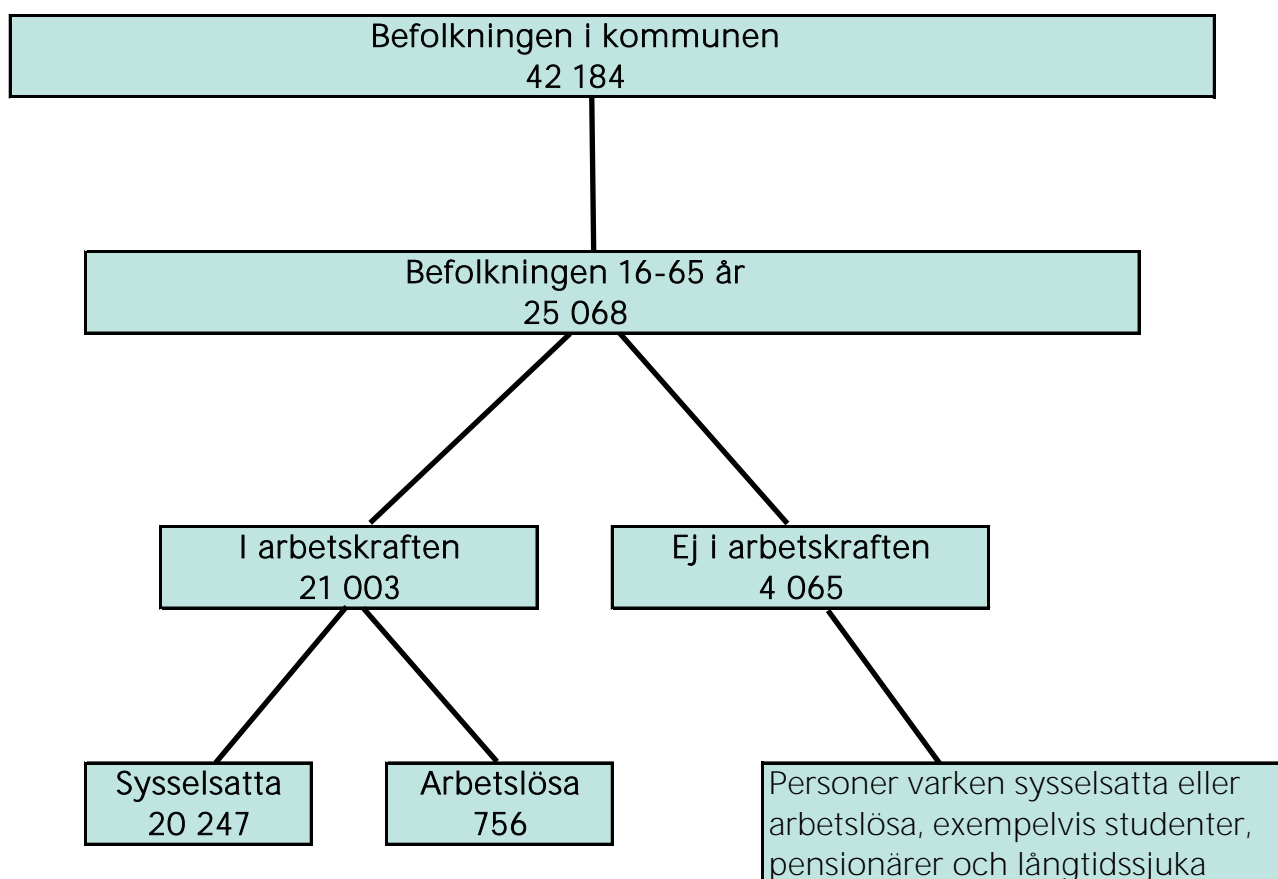 Befolkningen i kommunen
42 184
Befolkningen 16-65 år
25 068
I arbetskraften
21 003
Ej i arbetskraften
4 065
Sysselsatta
20 247
Arbetslösa
756
Personer varken sysselsatta eller
arbetslösa, exempelvis studenter,
pensionärer och långtidssjuka